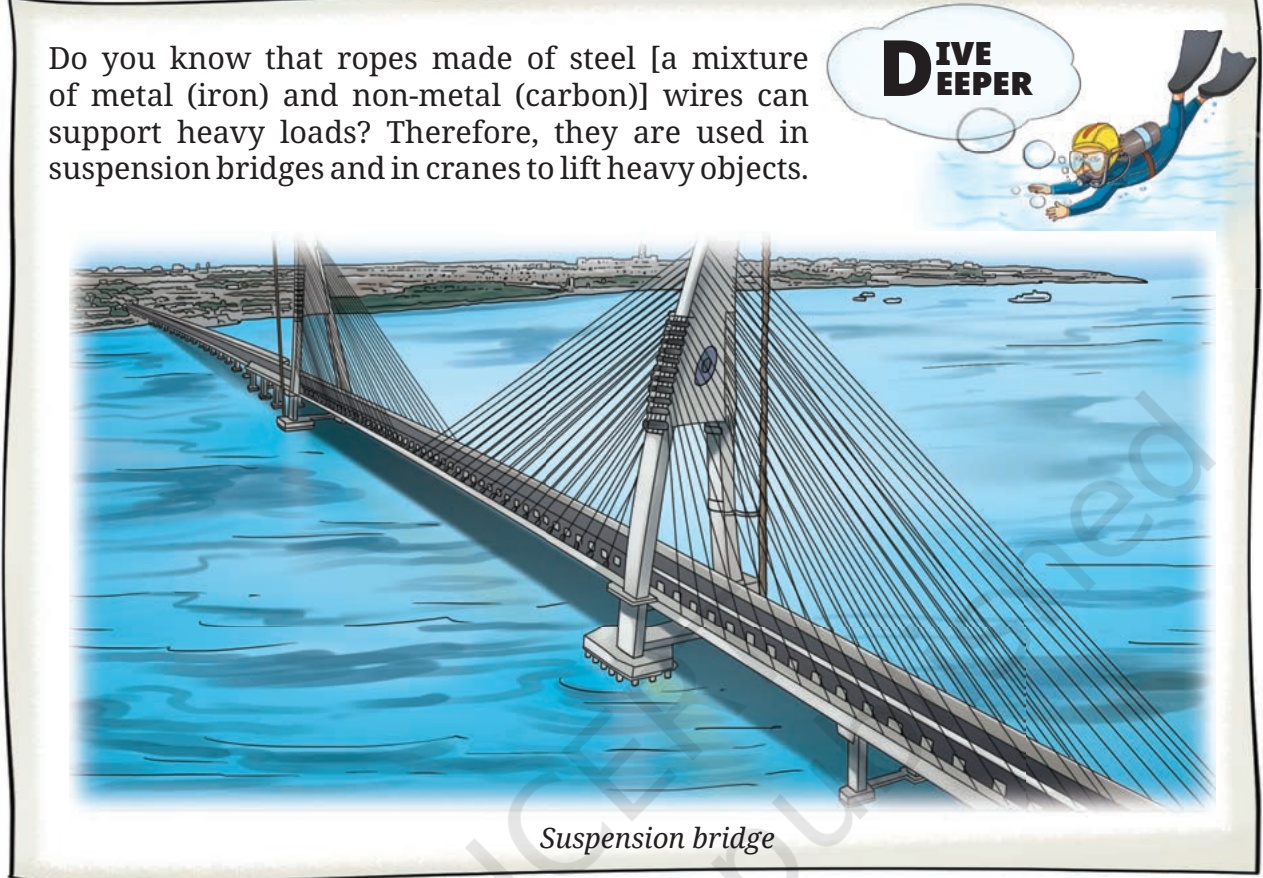 Do you know that ropes made of steel [a mixture
of metal (iron) and non-metal (carbon)] wires can
support heavy loads? Therefore, they are used in
suspension bridges and in cranes to lift heavy objects.
DIVE
DEEPER
Suspension bridge